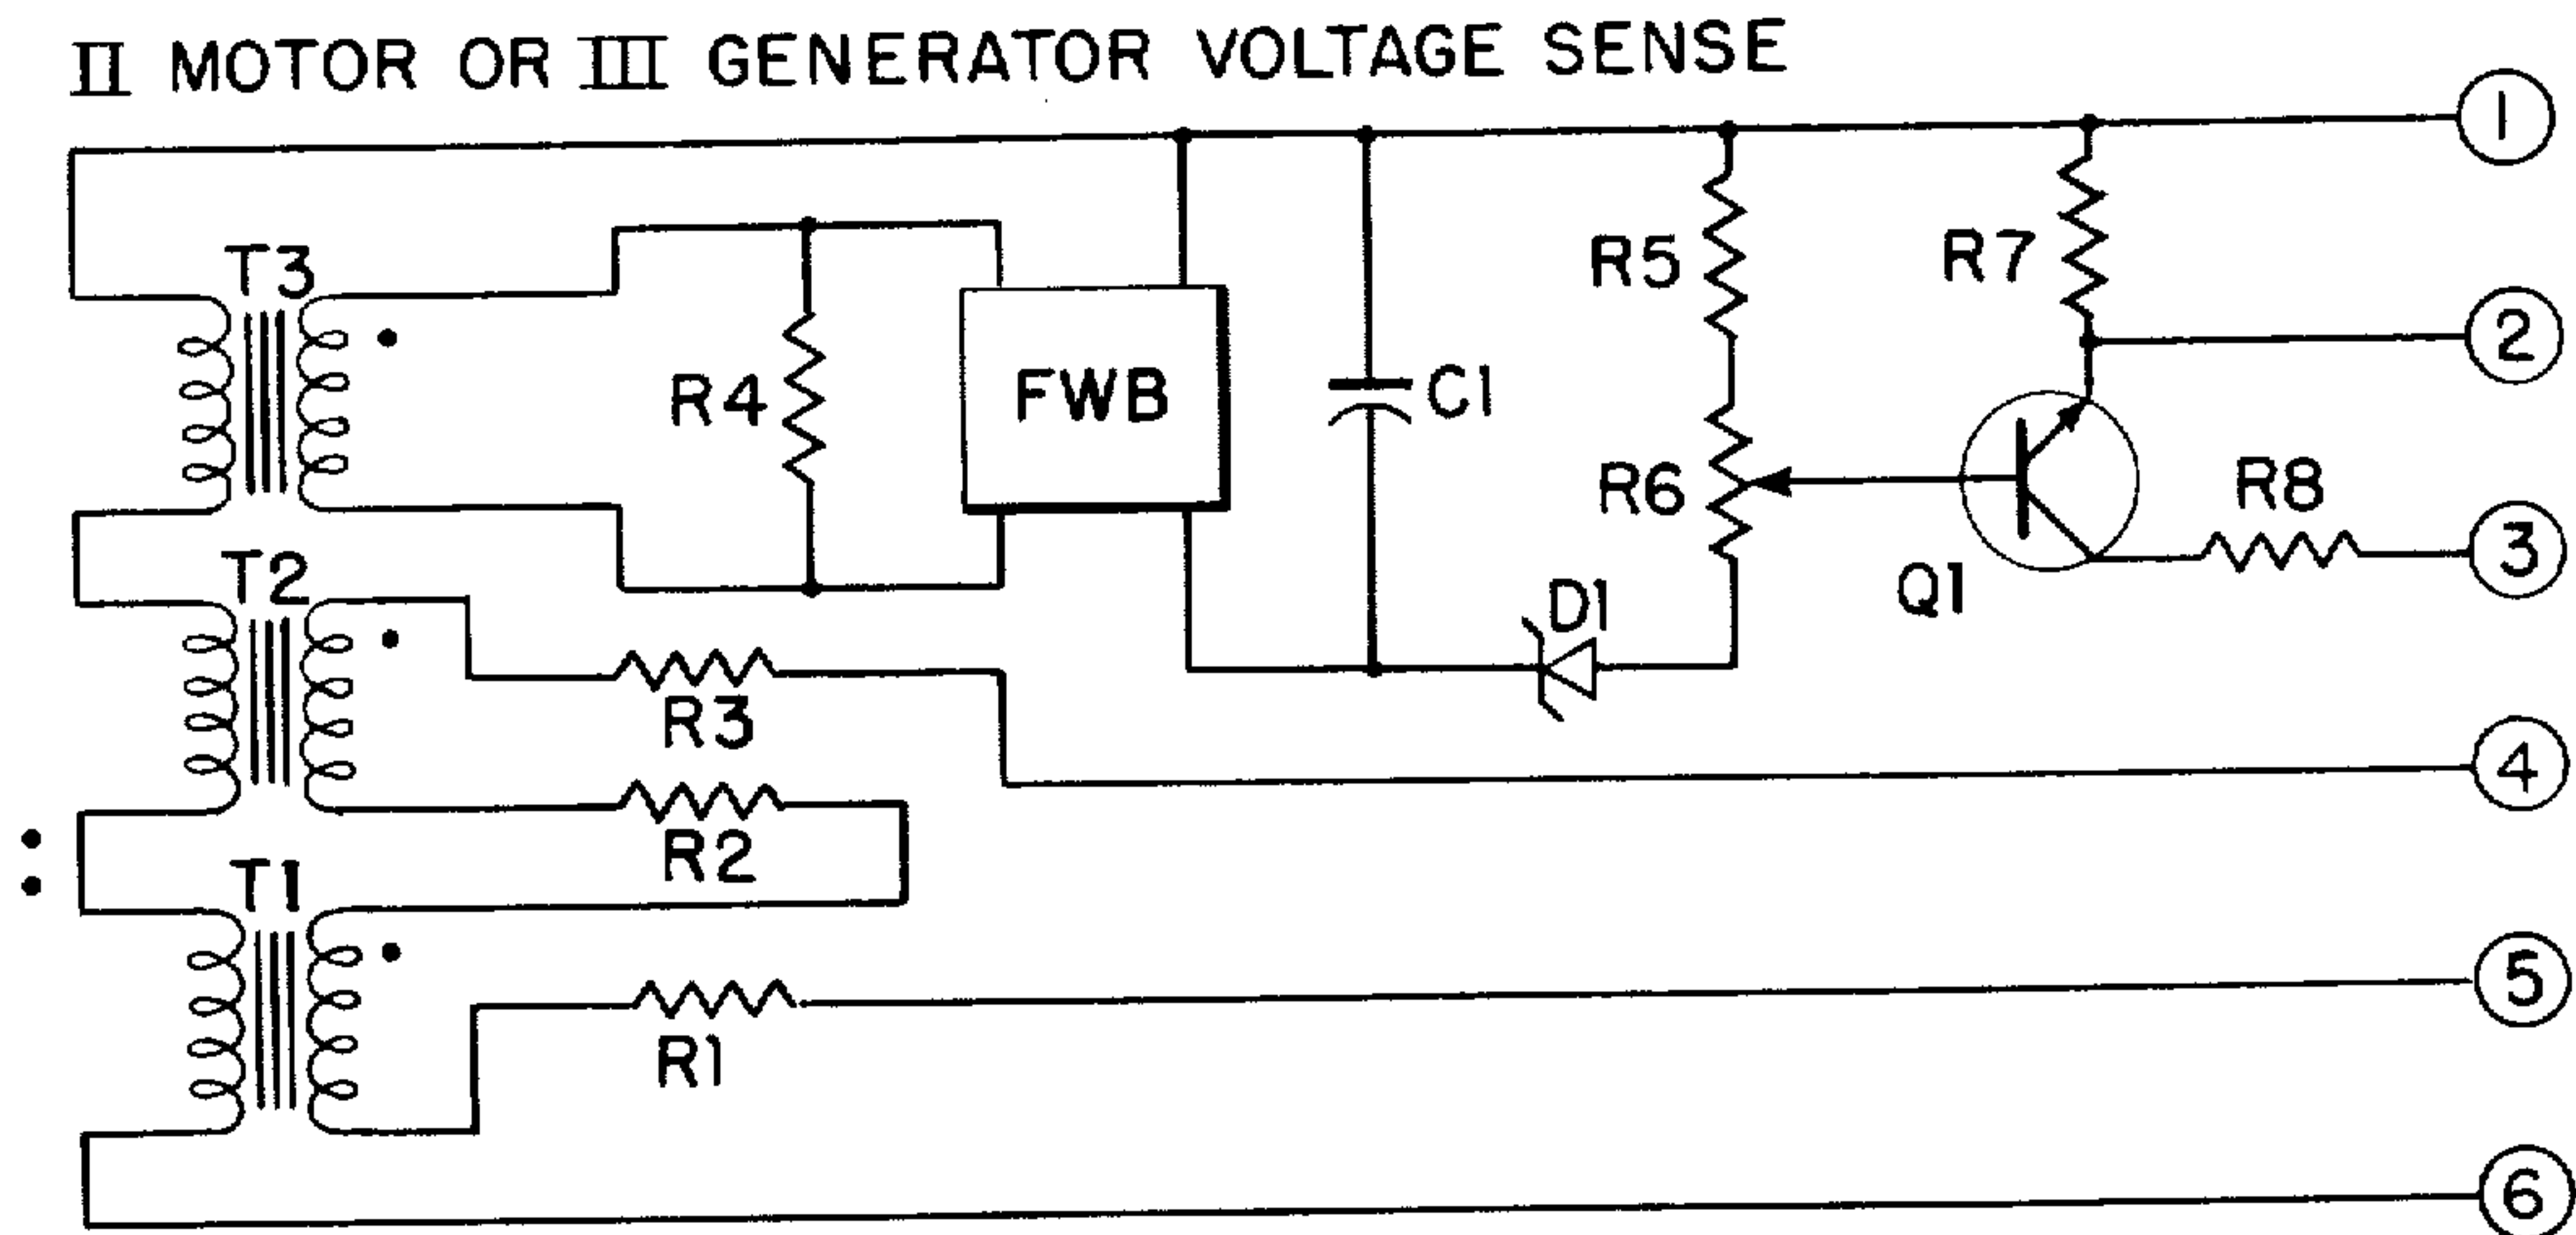 II MOTOR OR III GENERATOR VOLTAGE SENSE
1
T3
R4
FWB
C1
R5
R7
2
R6
R8
Q1
3
T2
D1
R3
4
R2
T1
R1
5
6